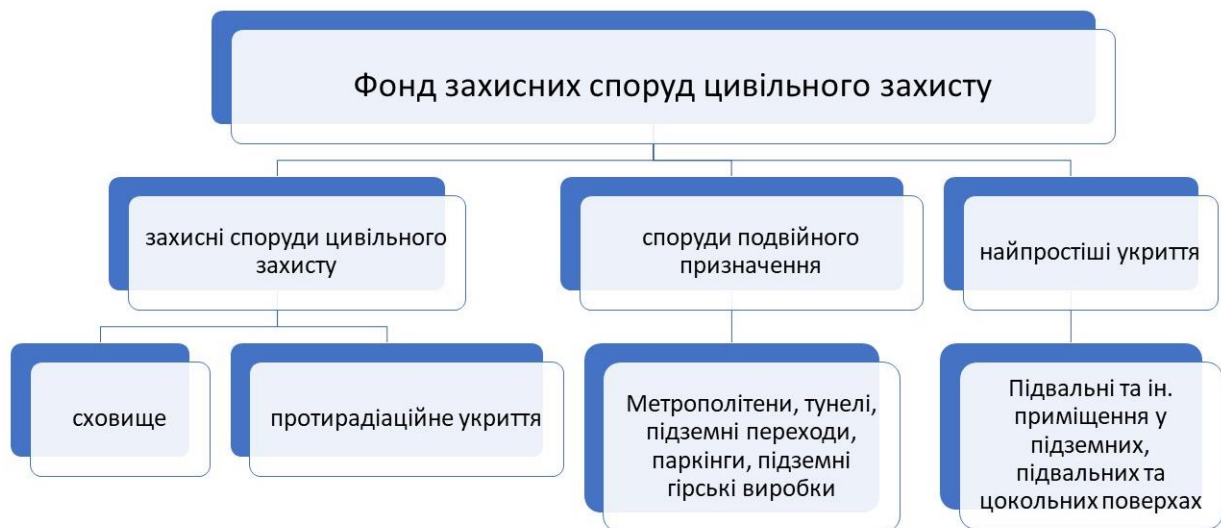 Фонд захисних споруд цивільного захисту
захисні споруди цивільного
захисту
споруди подвійного
призначення
найпростіші укриття
сховище
протирадіаційне укриття
Метрополітени, тунелі,
підземні переходи,
паркінги, підземні
гірські виробки
Підвальні та ін.
приміщення у
підземних,
підвальних та
цокольних поверхах